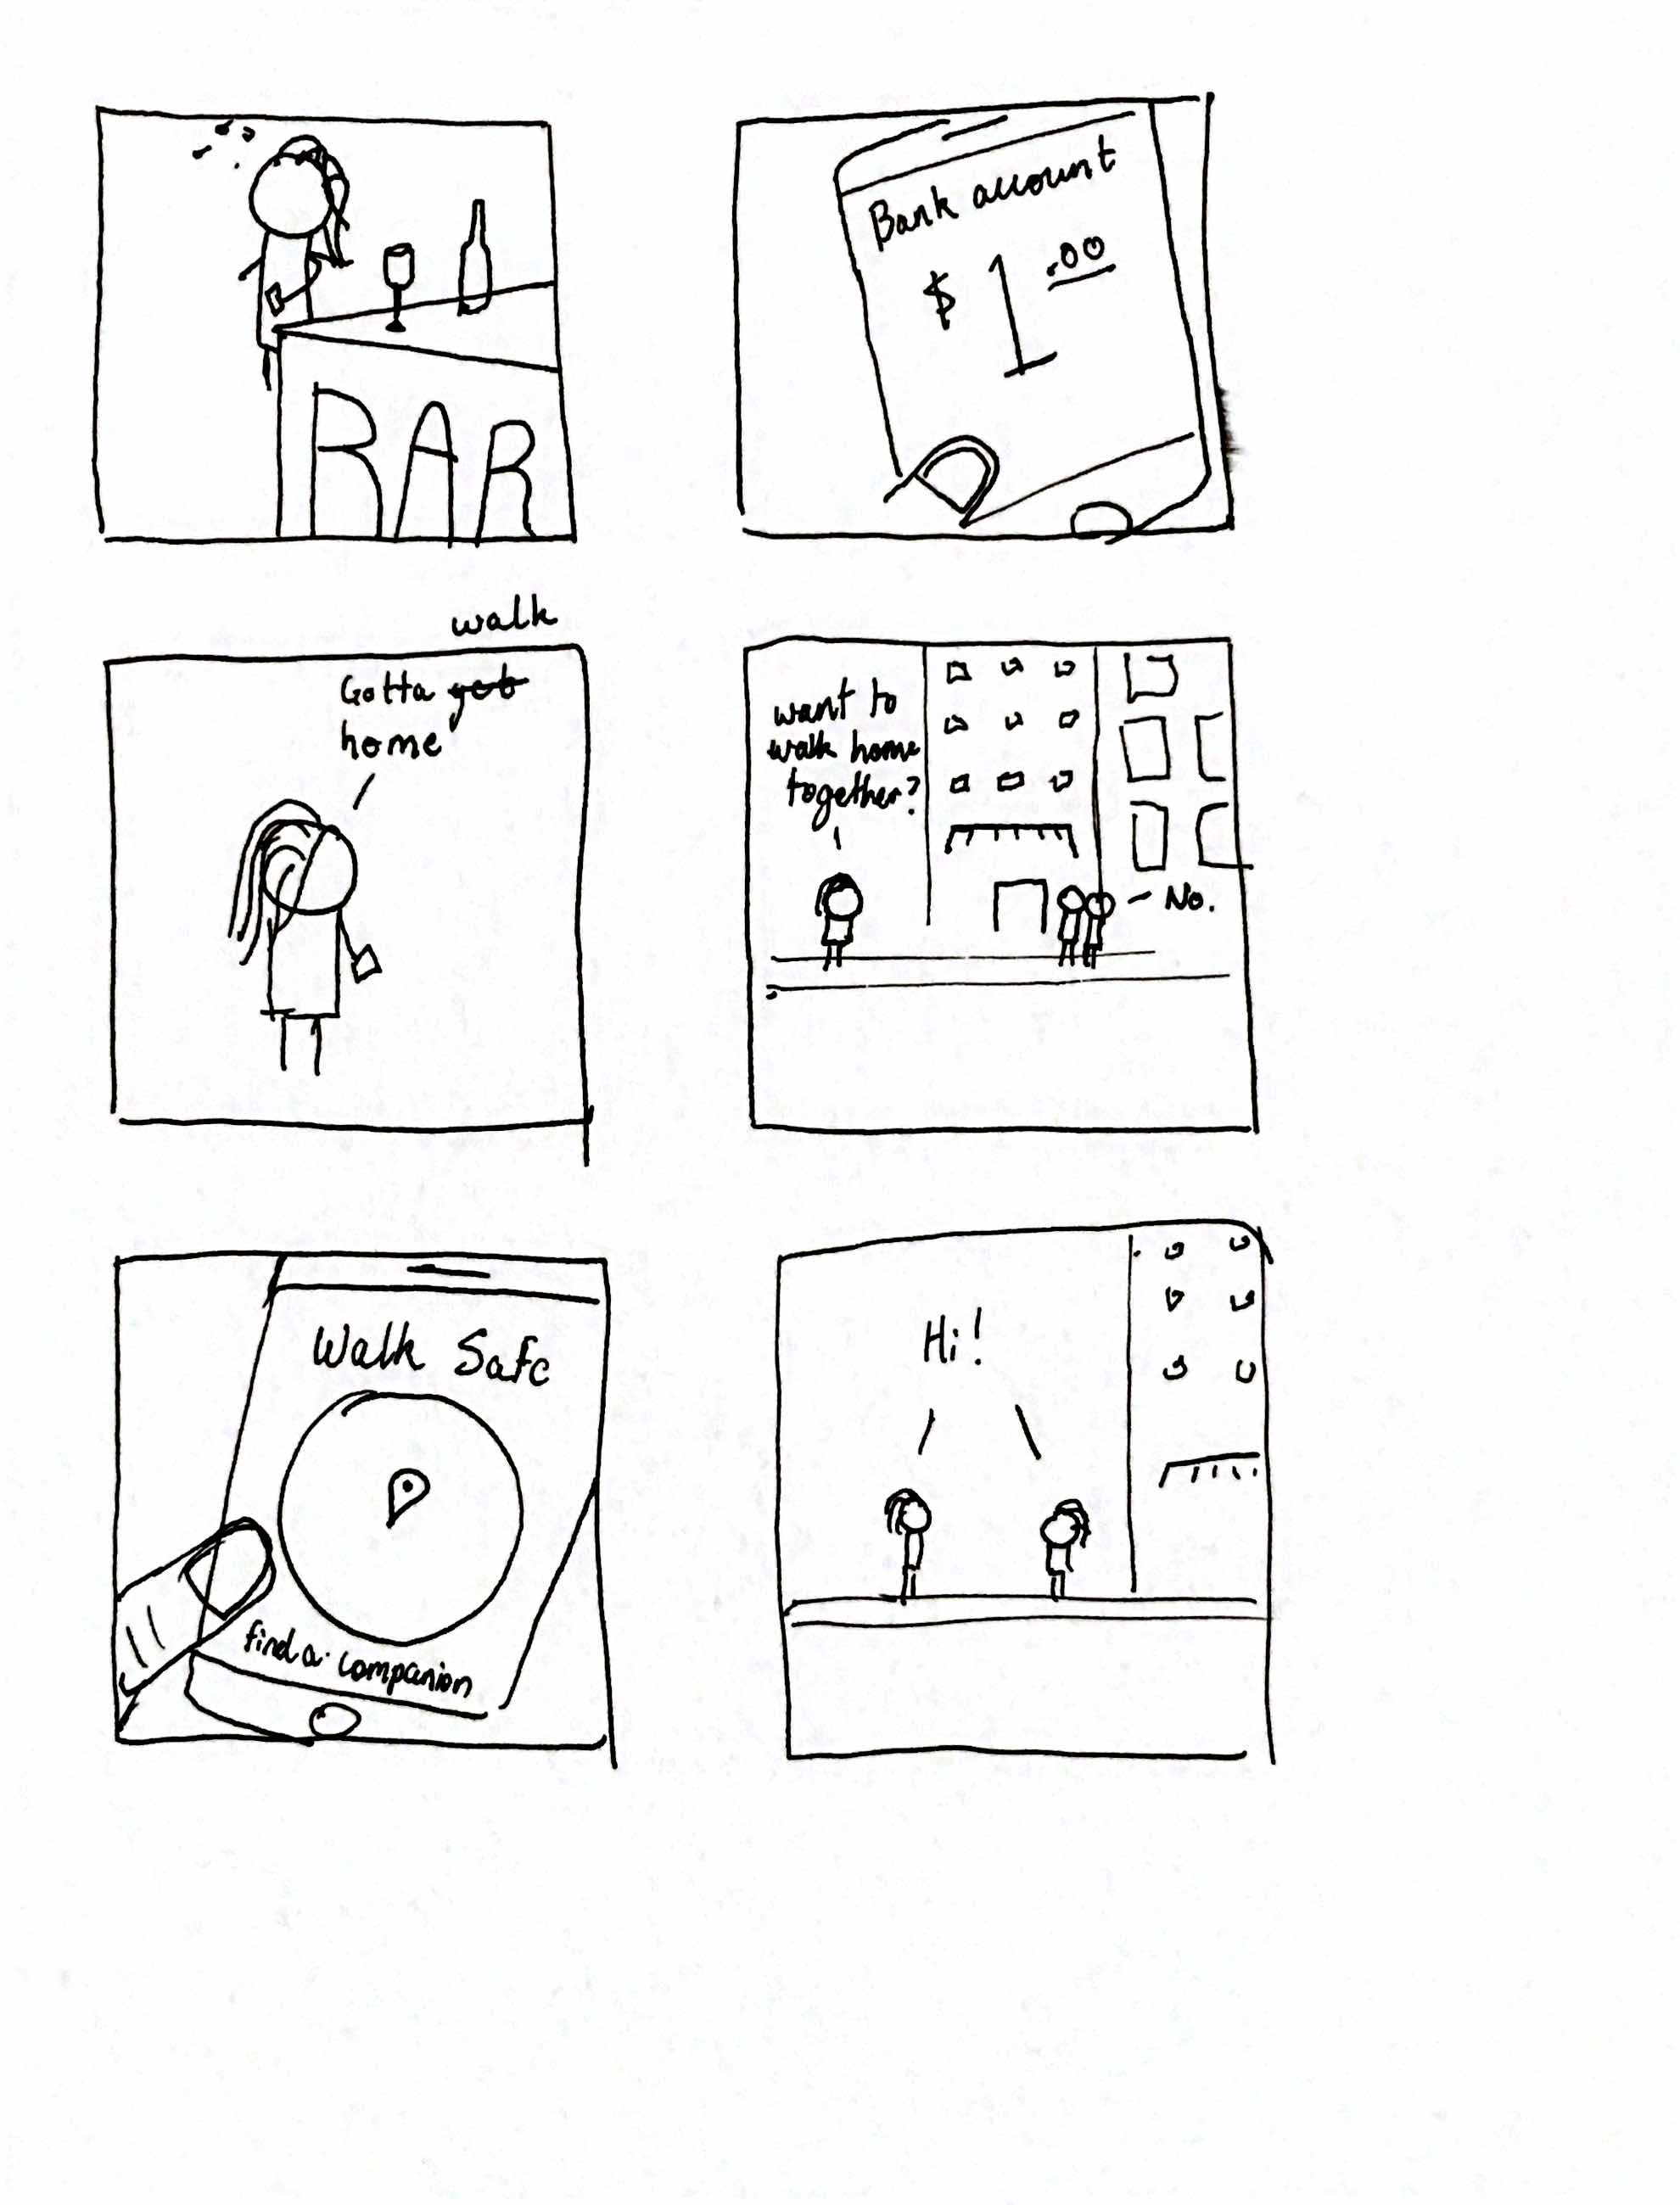 BAR
Bank account
$ 1.00
walk
Gotta get
home
want to
walk home
together?
No.
Walk Safe
find a companion
Hi!